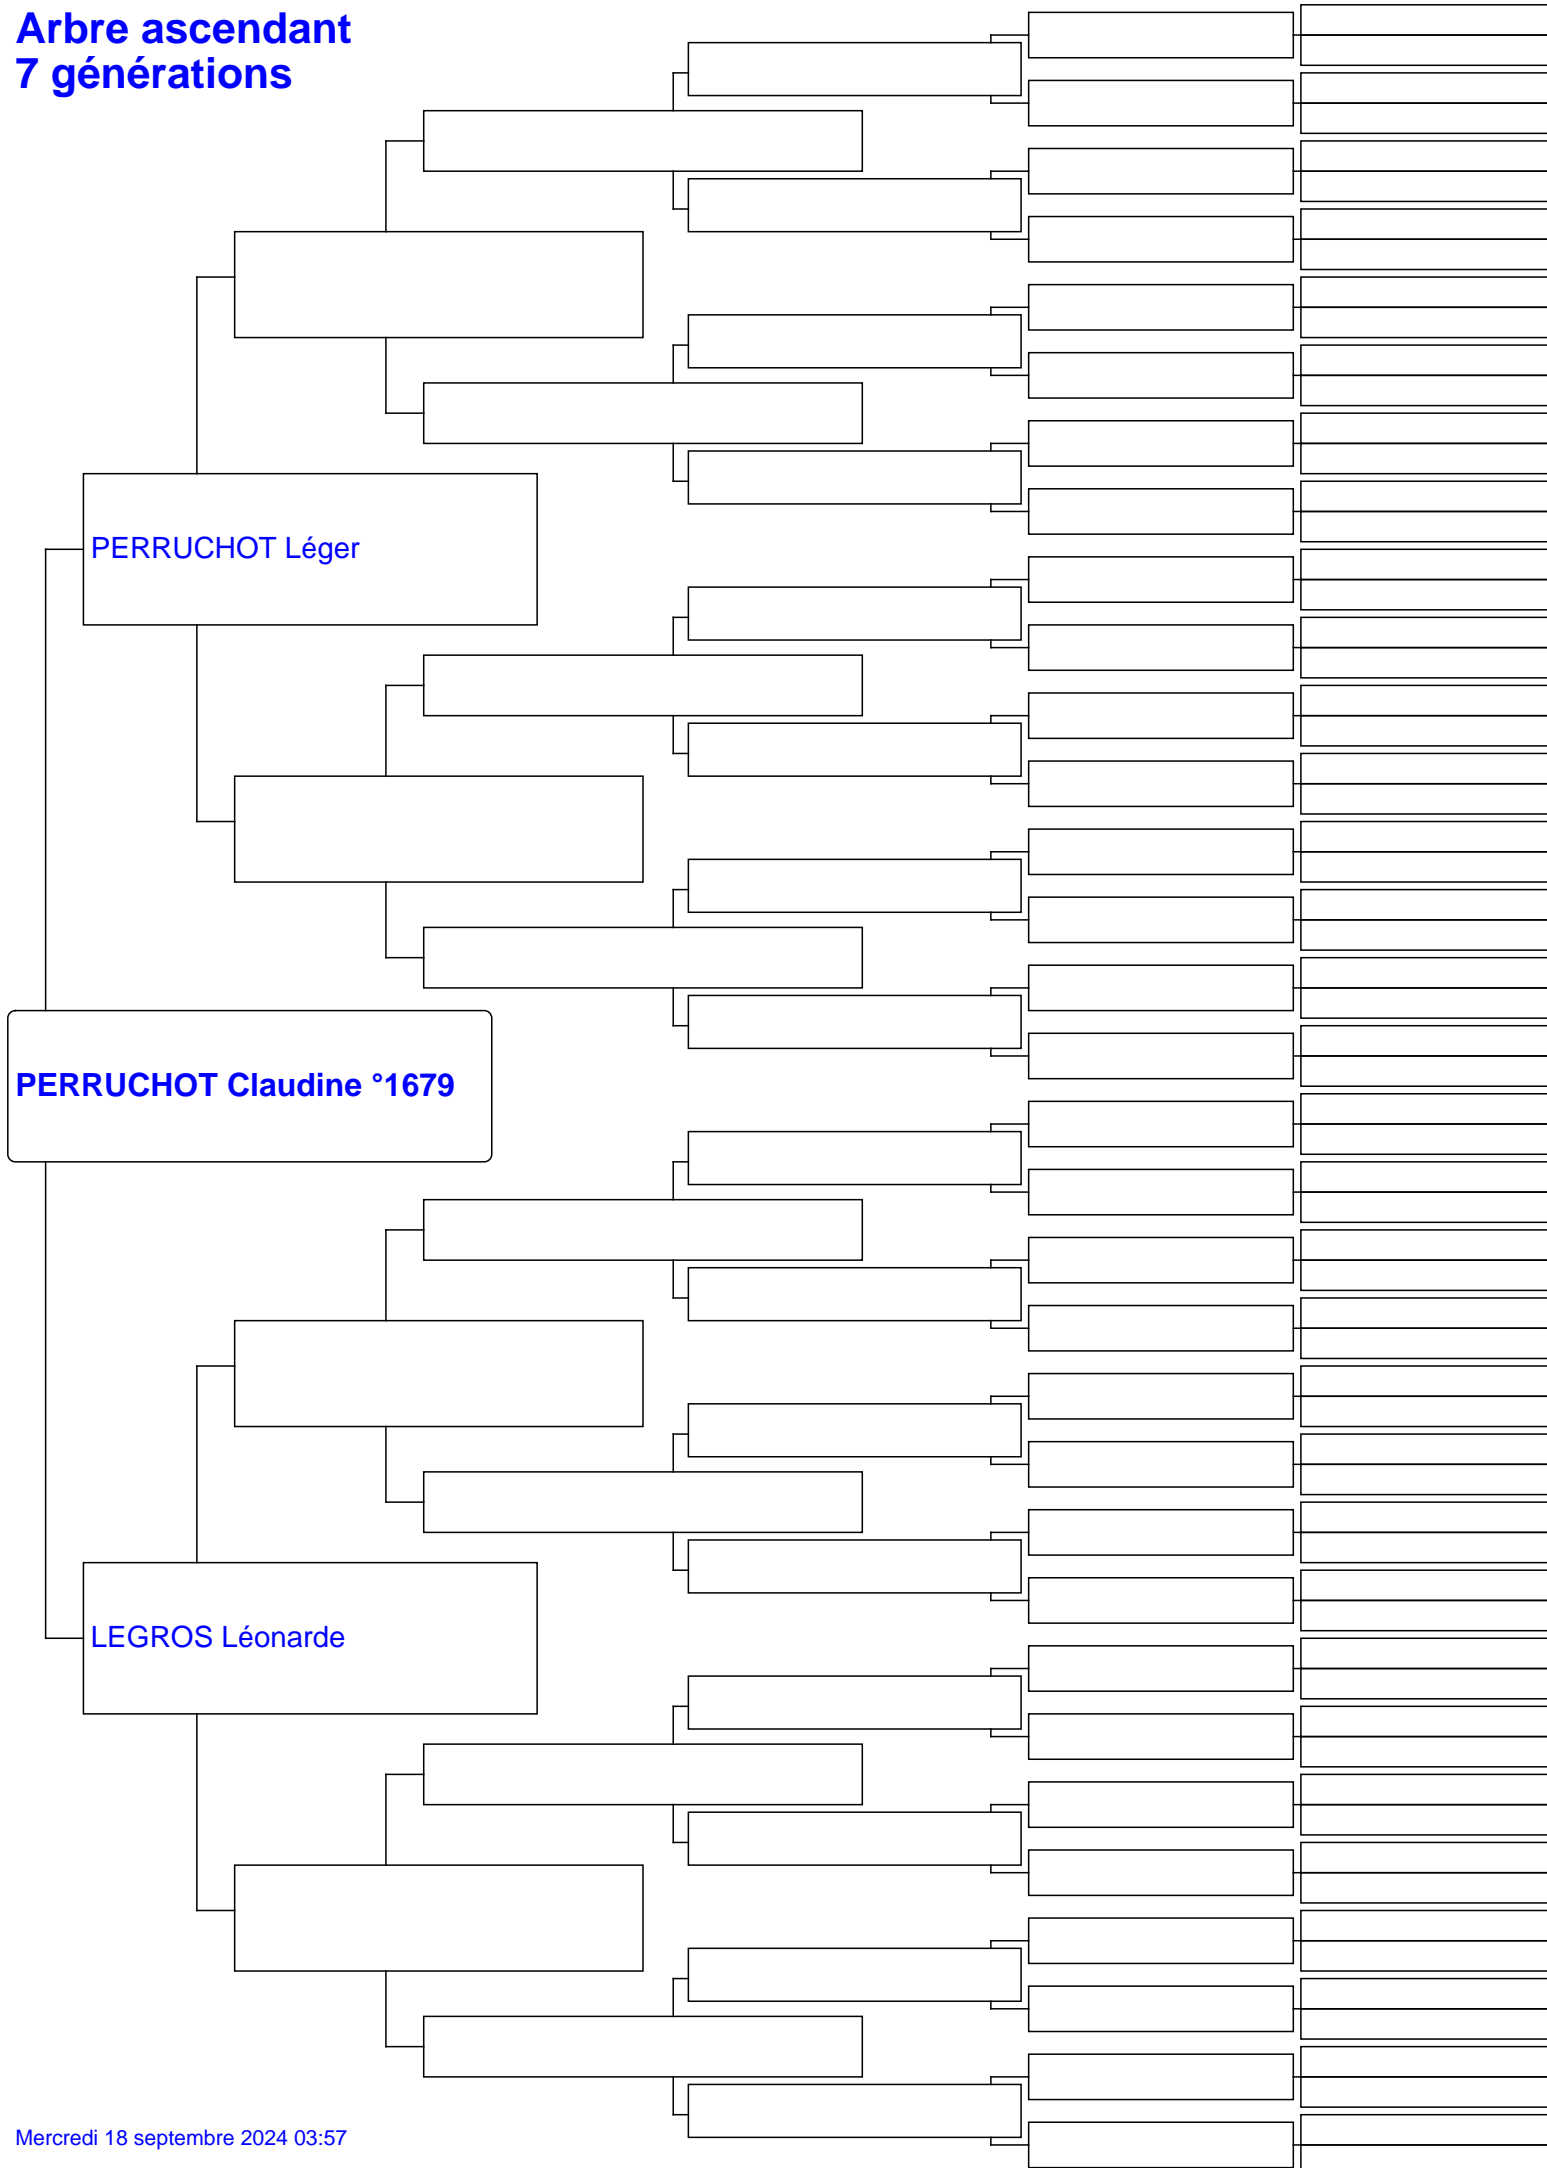 Arbre ascendant
7 générations
PERRUCHOT Léger
PERRUCHOT Claudine °1679
LEGROS Léonarde
Mercredi 18 septembre 2024 03:57